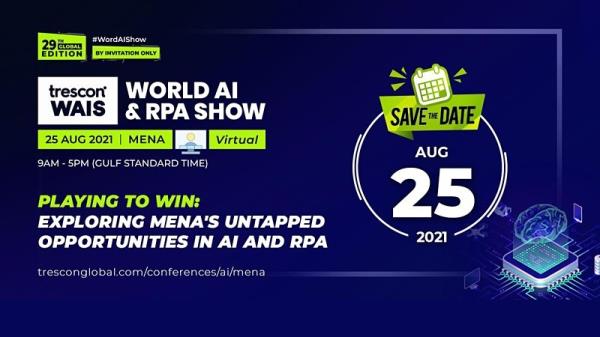 29TH GLOBAL EDITION
#WordAIShow
BY INVITATION ONLY
trescon
WAIS
WORLD AI
& RPA SHOW
25 AUG 2021 | MENA
Virtual
9AM - 5PM (GULF STANDARD TIME)
PLAYING TO WIN:
EXPLORING MENA'S UNTAPPED
OPPORTUNITIES IN AI AND RPA
tresconglobal.com/conferences/ai/mena
SAVE THE DATE
AUG
25
2021